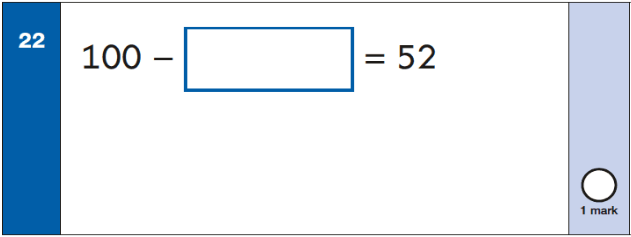 22
100 – = 52
1 mark